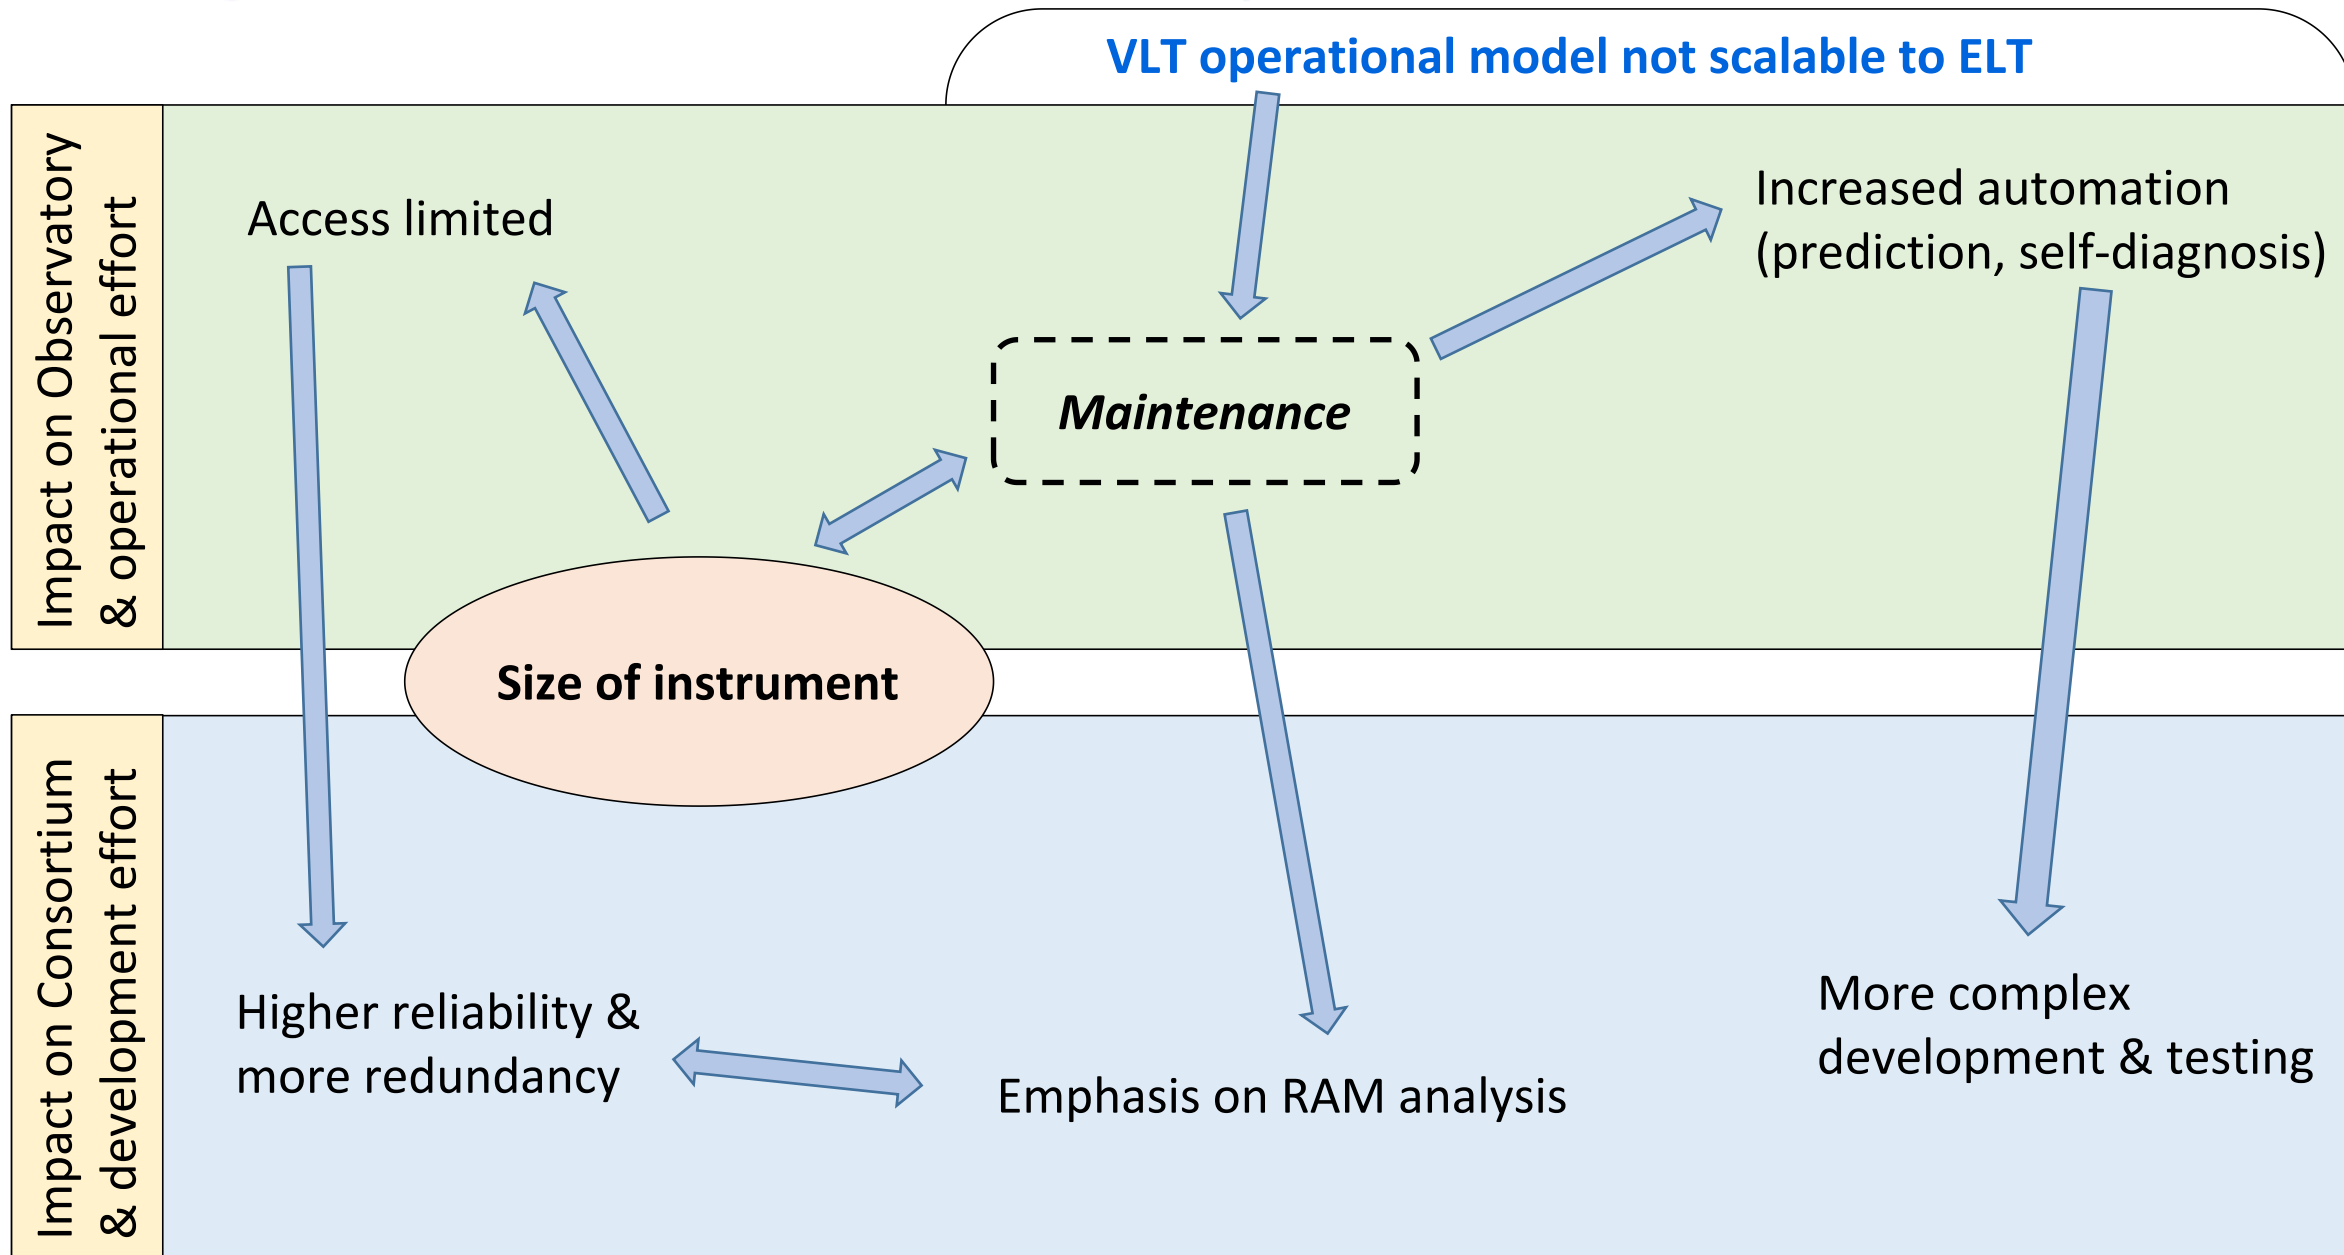 VLT operational model not scalable to ELT
Impact on Observatory
& operational effort
Access limited
Increased automation
(prediction, self-diagnosis)
Maintenance
Size of instrument
Impact on Consortium
& development effort
Higher reliability &
more redundancy
Emphasis on RAM analysis
More complex
development & testing